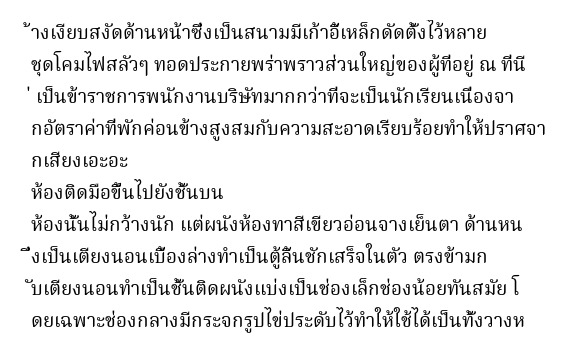 ้างเงียบสงัดด้านหน้าซึ่งเป็นสนามมีเก้าอี้เหล็กดัดตั้งไว้หลาย
ชุดโคมไฟสลัวๆ ทอดประกายพร่าพราวส่วนใหญ่ของผู้ที่อยู่ ณ ที่นี
่ เป็นข้าราชการพนักงานบริษัทมากกว่าที่จะเป็นนักเรียนเนื่องจา
กอัตราค่าที่พักค่อนข้างสูงสมกับความสะอาดเรียบร้อยทำให้ปราศจา
กเสียงเอะอะ
ห้องติดมือขึ้นไปยังชั้นบน
ห้องนั้นไม่กว้างนัก แต่ผนังห้องทาสีเขียวอ่อนจางเย็นตา ด้านหน
ึ่งเป็นเตียงนอนเบื้องล่างทำเป็นตู้ลิ้นชักเสร็จในตัว ตรงข้ามก
ับเตียงนอนทำเป็นชั้นติดผนังแบ่งเป็นช่องเล็กช่องน้อยทันสมัย โ
ดยเฉพาะช่องกลางมีกระจกรูปไข่ประดับไว้ทำให้ใช้ได้เป็นทั้งวางห